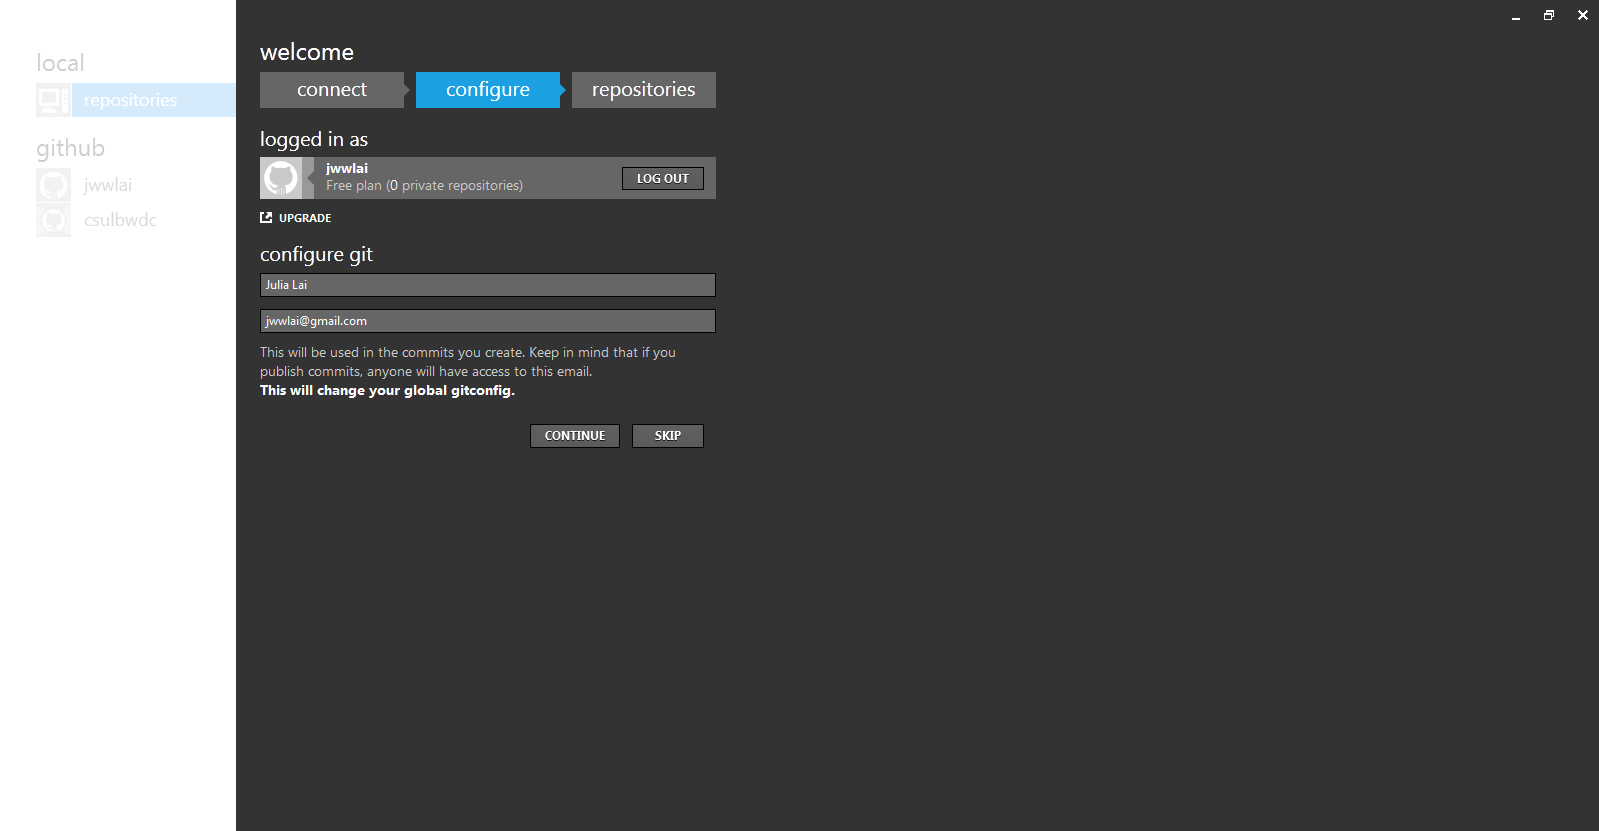 local
repositories
github
jwwlai
csulbwdc
welcome
connect
configure
repositories
logged in as
jwwlai
Free plan (0 private repositories)
LOG OUT
UPGRADE
configure git
Julia Lai
jwwlai@gmail.com
This will be used in the commits you create. Keep in mind that if you
publish commits, anyone will have access to this email.
This will change your global gitconfig.
CONTINUE
SKIP